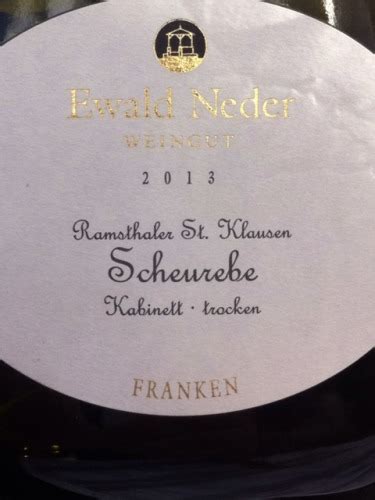 Ewald Neder
WEINGUT
2013
Ramsthaler St. Klausen
Scheurebe
Kabinett · trocken
FRANKEN